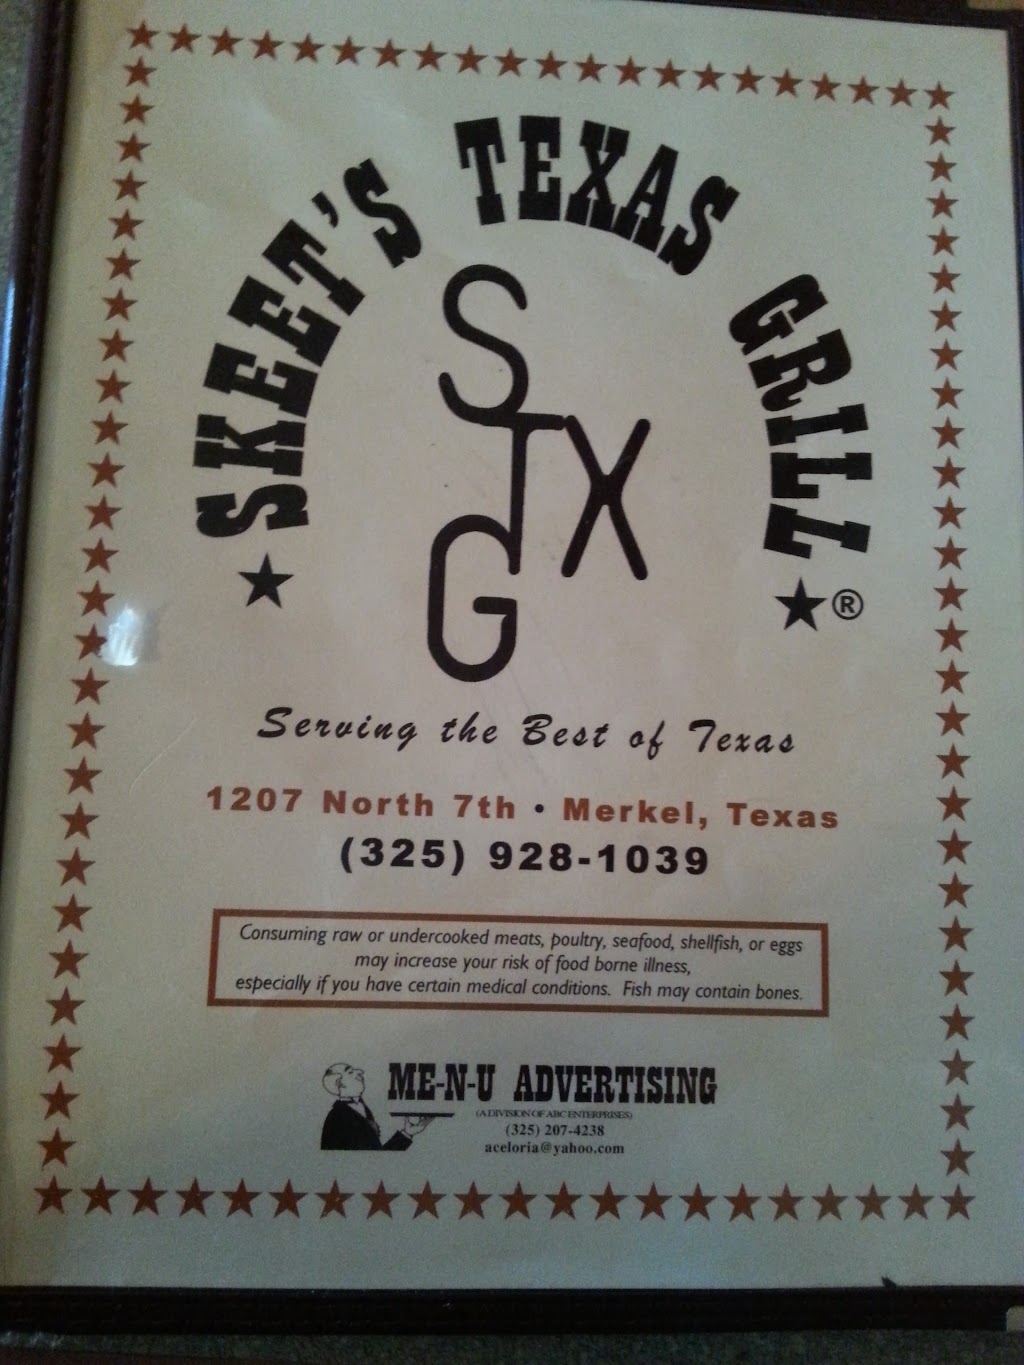 SKEET'S TEXAS GRILL
®
S
T X
G
Serving the Best of Texas
1207 North 7th • Merkel, Texas
(325) 928-1039
Consuming raw or undercooked meats, poultry, seafood, shellfish, or eggs
may increase your risk of food borne illness,
especially if you have certain medical conditions. Fish may contain bones.
ME-N-U ADVERTISING
(A DIVISION OF ABC ENTERPRISES)
(325) 207-4238
aceloria@yahoo.com